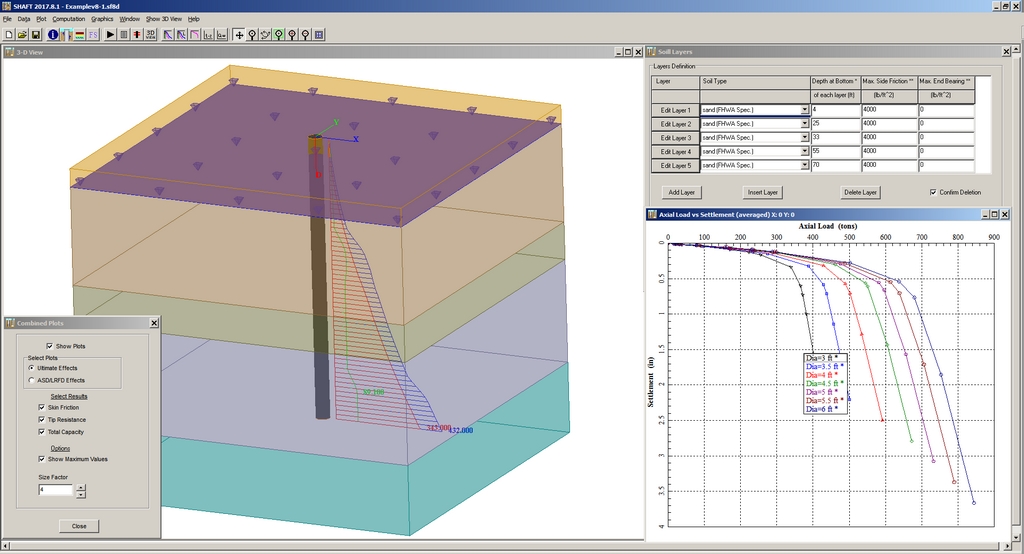 SHAFT 2017.8.1 - Examplev8-1.sf8d
File Data Plot Computation Graphics Window Show 3D View Help
3-D View
y
x
39.100
313.000
432.000
Combined Plots
Show Plots
Select Plots
Ultimate Effects
ASD/LRFD Effects
Select Results
Skin Friction
Tip Resistance
Total Capacity
Options
Show Maximum Values
Size Factor
4
Close
Soill Layers
Layers Definition
Layer Soil Type Depth at Bottom * Max. Side Friction ** Max. End Bearing **
of each layer (ft) (lb/ft^2) (lb/ft^2)
Edit Layer 1 sand (FHWA Spec.) 4 4000 0
Edit Layer 2 sand (FHWA Spec.) 25 4000 0
Edit Layer 3 sand (FHWA Spec.) 33 4000 0
Edit Layer 4 sand (FHWA Spec.) 55 4000 0
Edit Layer 5 sand (FHWA Spec.) 70 4000 0
Add Layer Insert Layer Delete Layer Confirm Deletion
Axial Load vs Settlement (averaged) X: 0 Y: 0
Axial Load (tons)
0 100 200 300 400 500 600 700 800 900
Settlement (in)
0
0.5
1
1.5
2
2.5
3
3.5
4
Dia=3 ft *
Dia=3.5 ft *
Dia=4 ft *
Dia=4.5 ft *
Dia=5 ft *
Dia=5.5 ft *
Dia=6 ft *